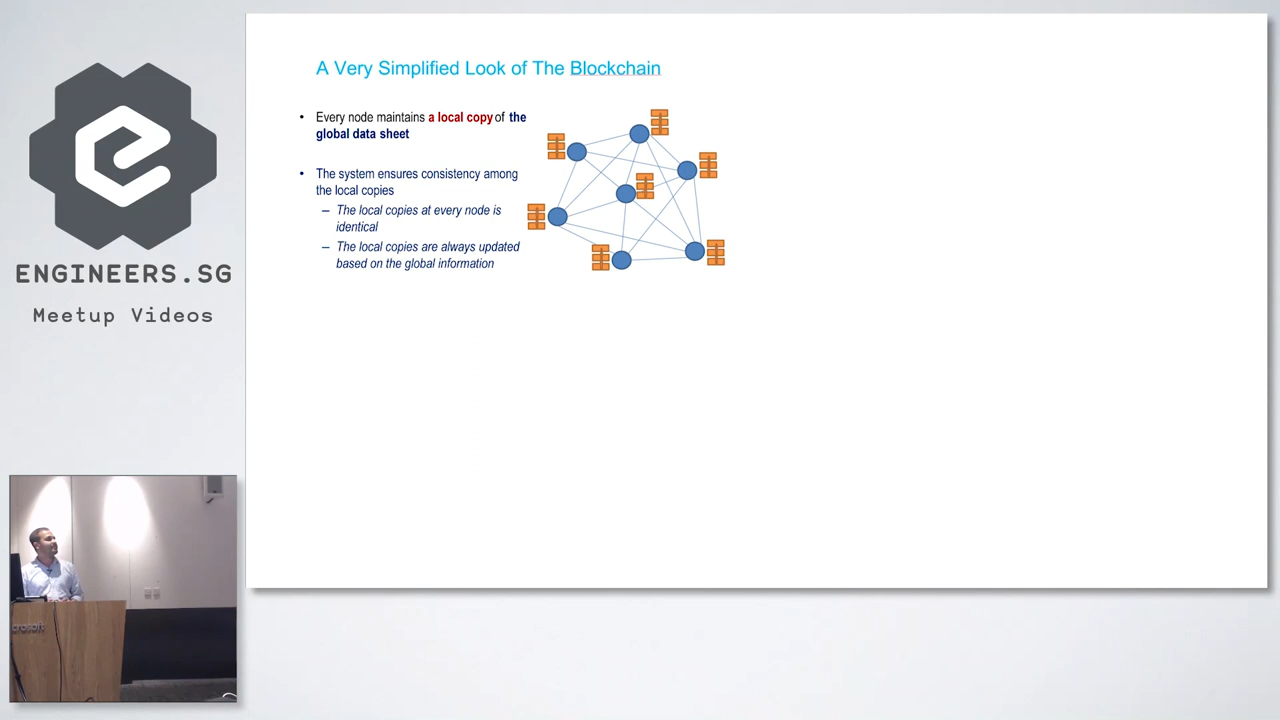 A Very Simplified Look of The Blockchain
• Every node maintains a local copy of the
global data sheet
• The system ensures consistency among
the local copies
– The local copies at every node is
identical
– The local copies are always updated
based on the global information
ENGINEERS.SG
Meetup Videos
crosoft